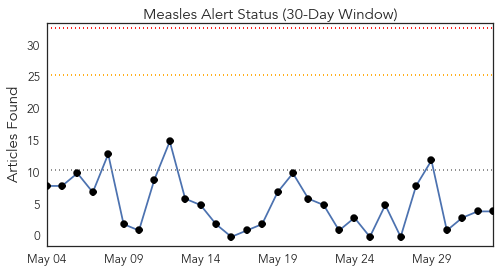 Measles Alert Status (30-Day Window)
Articles Found
30
25
20
15
10
5
0
May 04
May 09
May 14
May 19
May 24
May 29